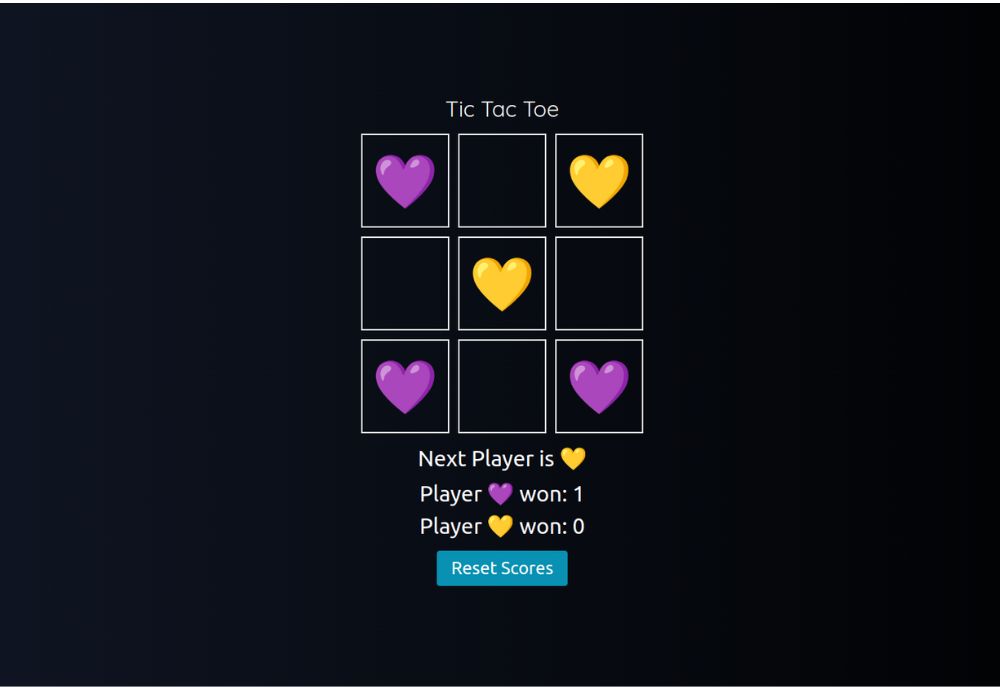 Tic Tac Toe
Next Player is 💛
Player 💜 won: 1
Player 💛 won: 0
Reset Scores